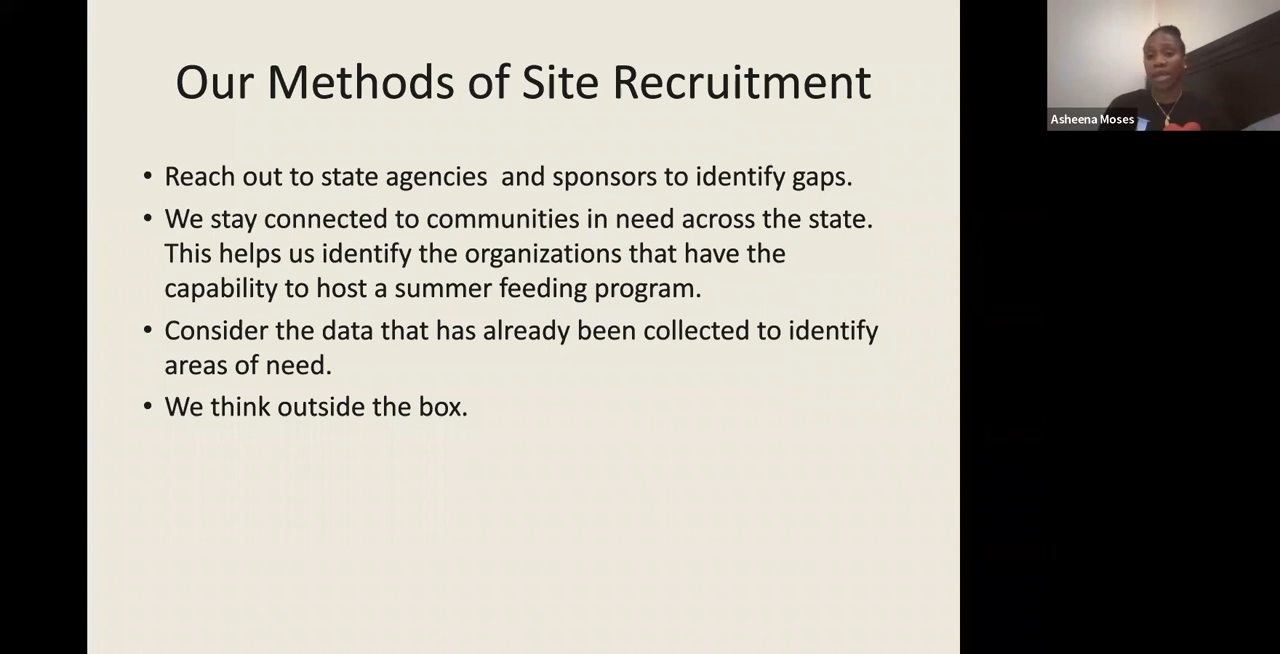 Our Methods of Site Recruitment
• Reach out to state agencies  and sponsors to identify gaps.
• We stay connected to communities in need across the state.
This helps us identify the organizations that have the
capability to host a summer feeding program.
• Consider the data that has already been collected to identify
areas of need.
• We think outside the box.
Asheena Moses